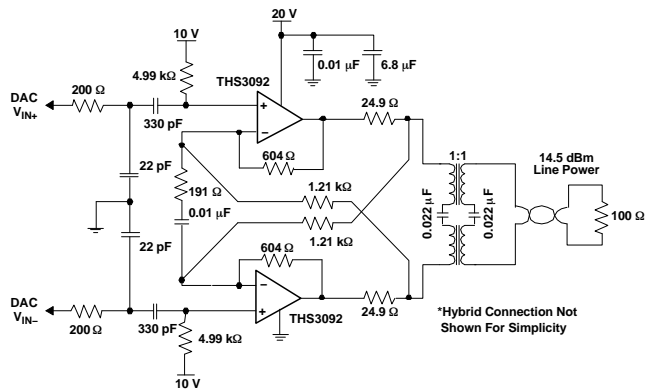 20 V
10 V
0.01 µF
6.8 µF
THS3092
4.99 kΩ
200 Ω
DAC
VIN+
330 pF
24.9 Ω
22 pF
604 Ω
191 Ω
0.01 µF
1.21 kΩ
1.21 kΩ
1:1
0.022 µF
0.022 µF
14.5 dBm
Line Power
100 Ω
22 pF
604 Ω
DAC
VIN–
200 Ω
330 pF
4.99 kΩ
THS3092
24.9 Ω
10 V
*Hybrid Connection Not
Shown For Simplicity